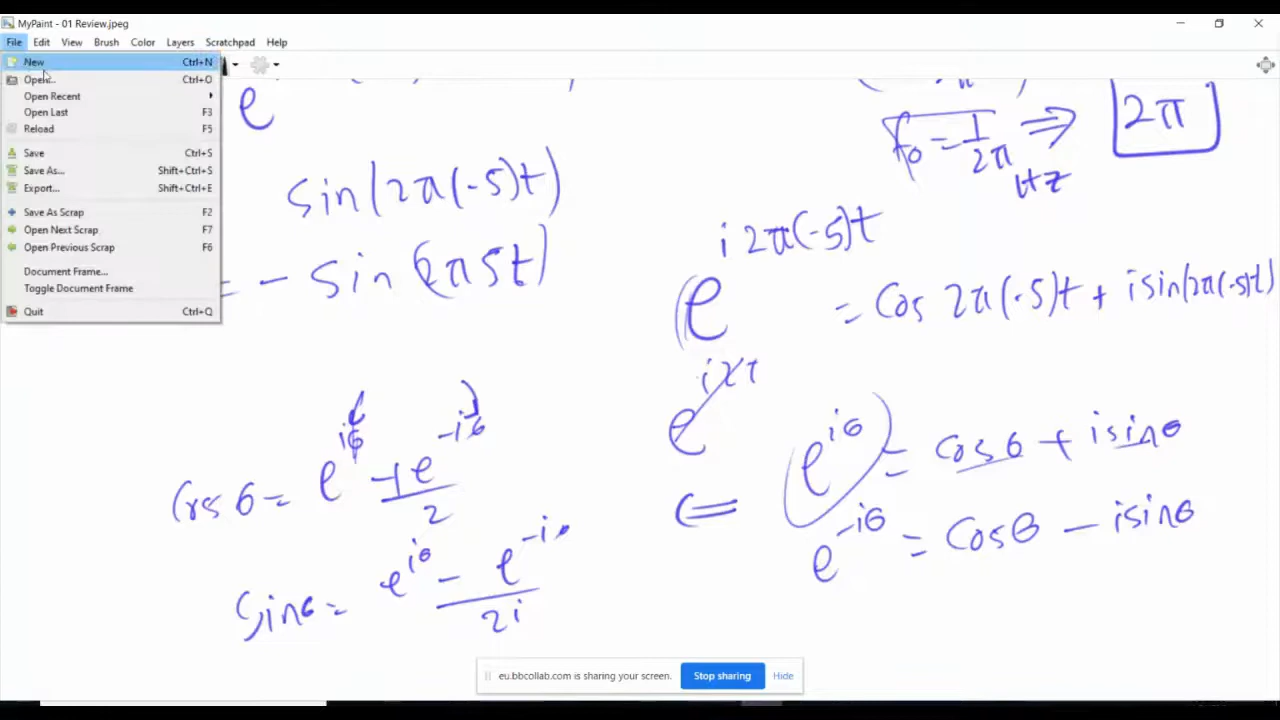 MyPaint - 01 Review.jpeg
File Edit View Brush Color Layers Scratchpad Help
New Ctrl+N
Open... Ctrl+O
Open Recent
Open Last F3
Reload F5
Save Ctrl+S
Save As... Shift+Ctrl+S
Export... Shift+Ctrl+E
Save As Scrap F2
Open Next Scrap F7
Open Previous Scrap F6
Document Frame...
Toggle Document Frame
Quit Ctrl+Q
e
f₀ = 1/2π Hz ⇒ 2π
sin(2π(-5)t)
= - sin(2π5t)
e^{i2π(-5)t} = cos 2π(-5)t + isin(2π(-5)t)
cos θ = (e^{iθ} + e^{-iθ})/2
sin θ = (e^{iθ} - e^{-i})/2i
⇐ e^{iθ} = cos θ + isin θ
e^{-iθ} = cos θ - isin θ
eu.bbcollab.com is sharing your screen. Stop sharing Hide